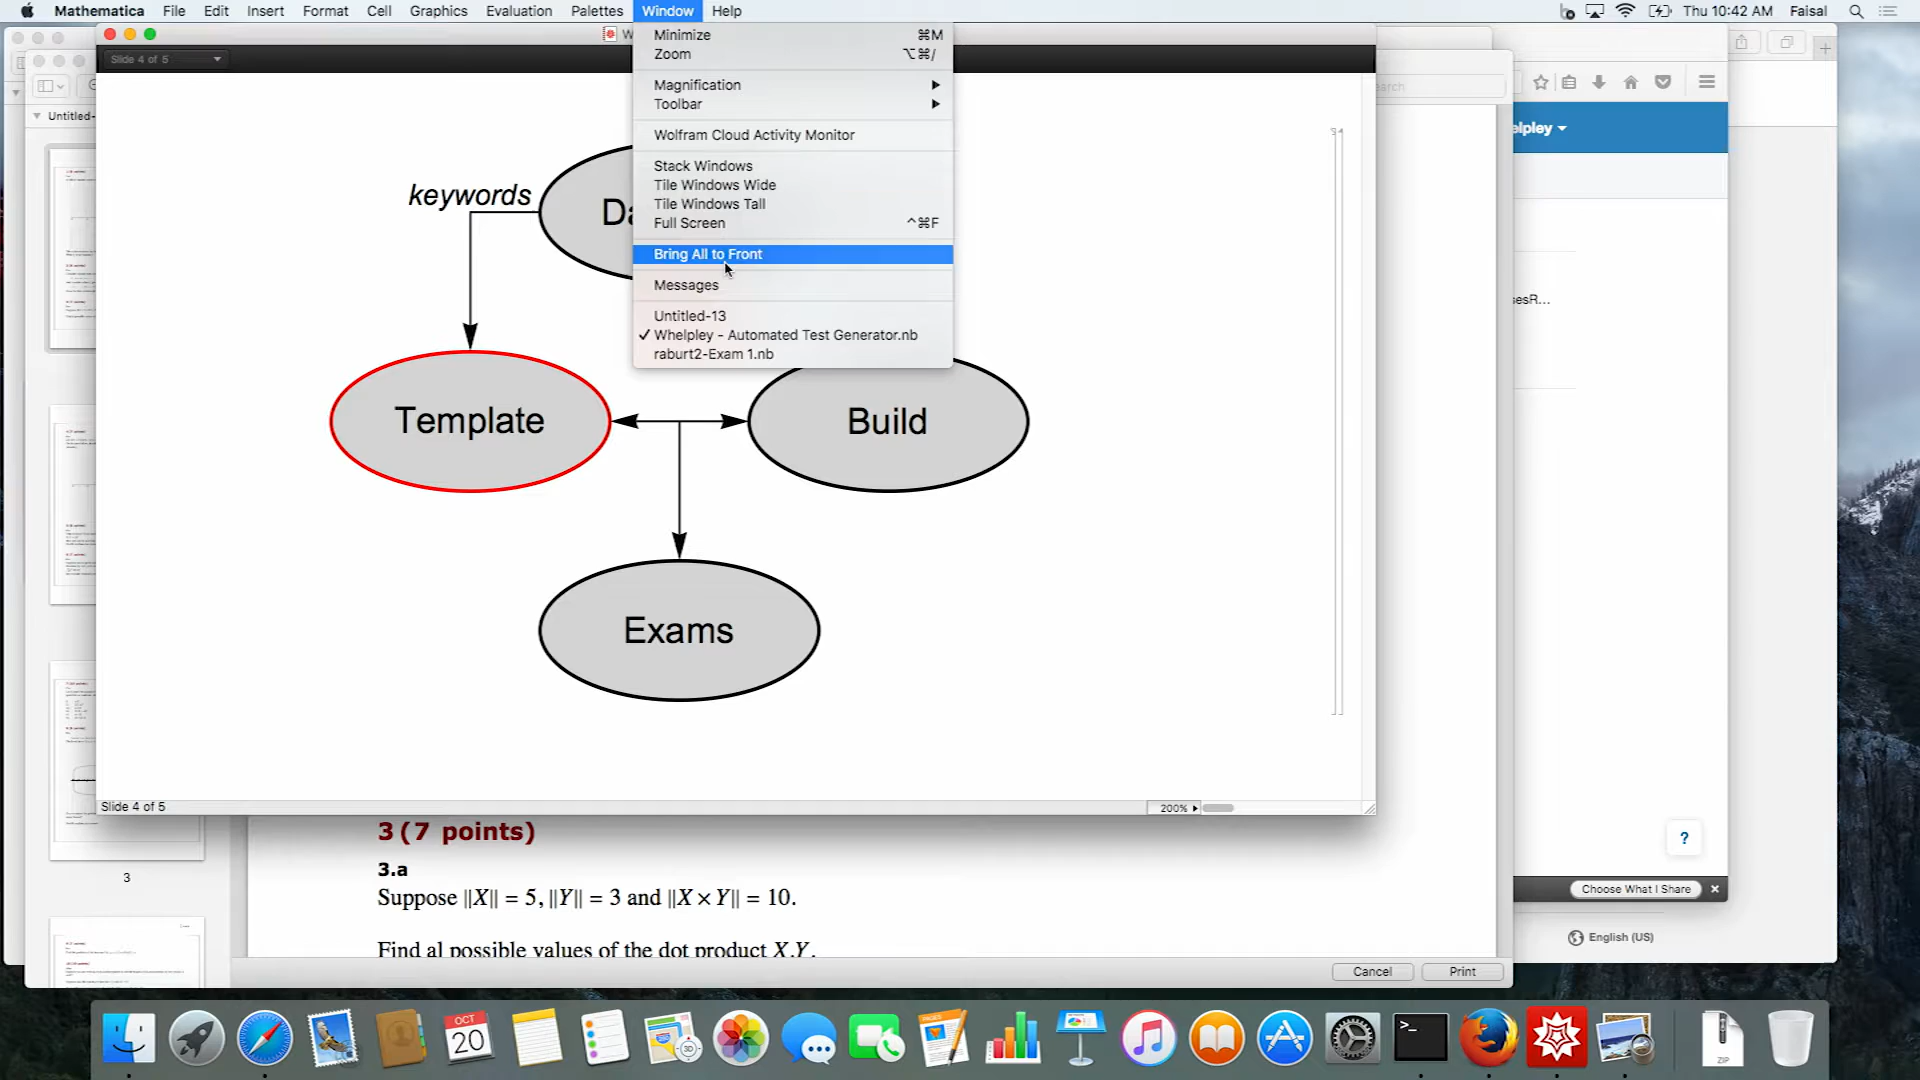 Mathematica File Edit Insert Format Cell Graphics Evaluation Palettes Window Help
Thu 10:42 AM Faisal
Slide 4 of 5
Minimize ⌘M
Zoom ⌥⌘/
Magnification
Toolbar
Wolfram Cloud Activity Monitor
Stack Windows
Tile Windows Wide
Tile Windows Tall
Full Screen ^⌘F
Bring All to Front
Messages
Untitled-13
✓ Whelpley - Automated Test Generator.nb
raburt2-Exam 1.nb
Untitled-
keywords
Da
Template
Build
Exams
Slide 4 of 5
200%
earch
elpley
sesR...
3 (7 points)
3.a
Suppose ||X|| = 5, ||Y|| = 3 and ||X × Y|| = 10.
Find al possible values of the dot product X.Y.
3
Cancel
Print
?
Choose What I Share
English (US)
OCT
20
ZIP